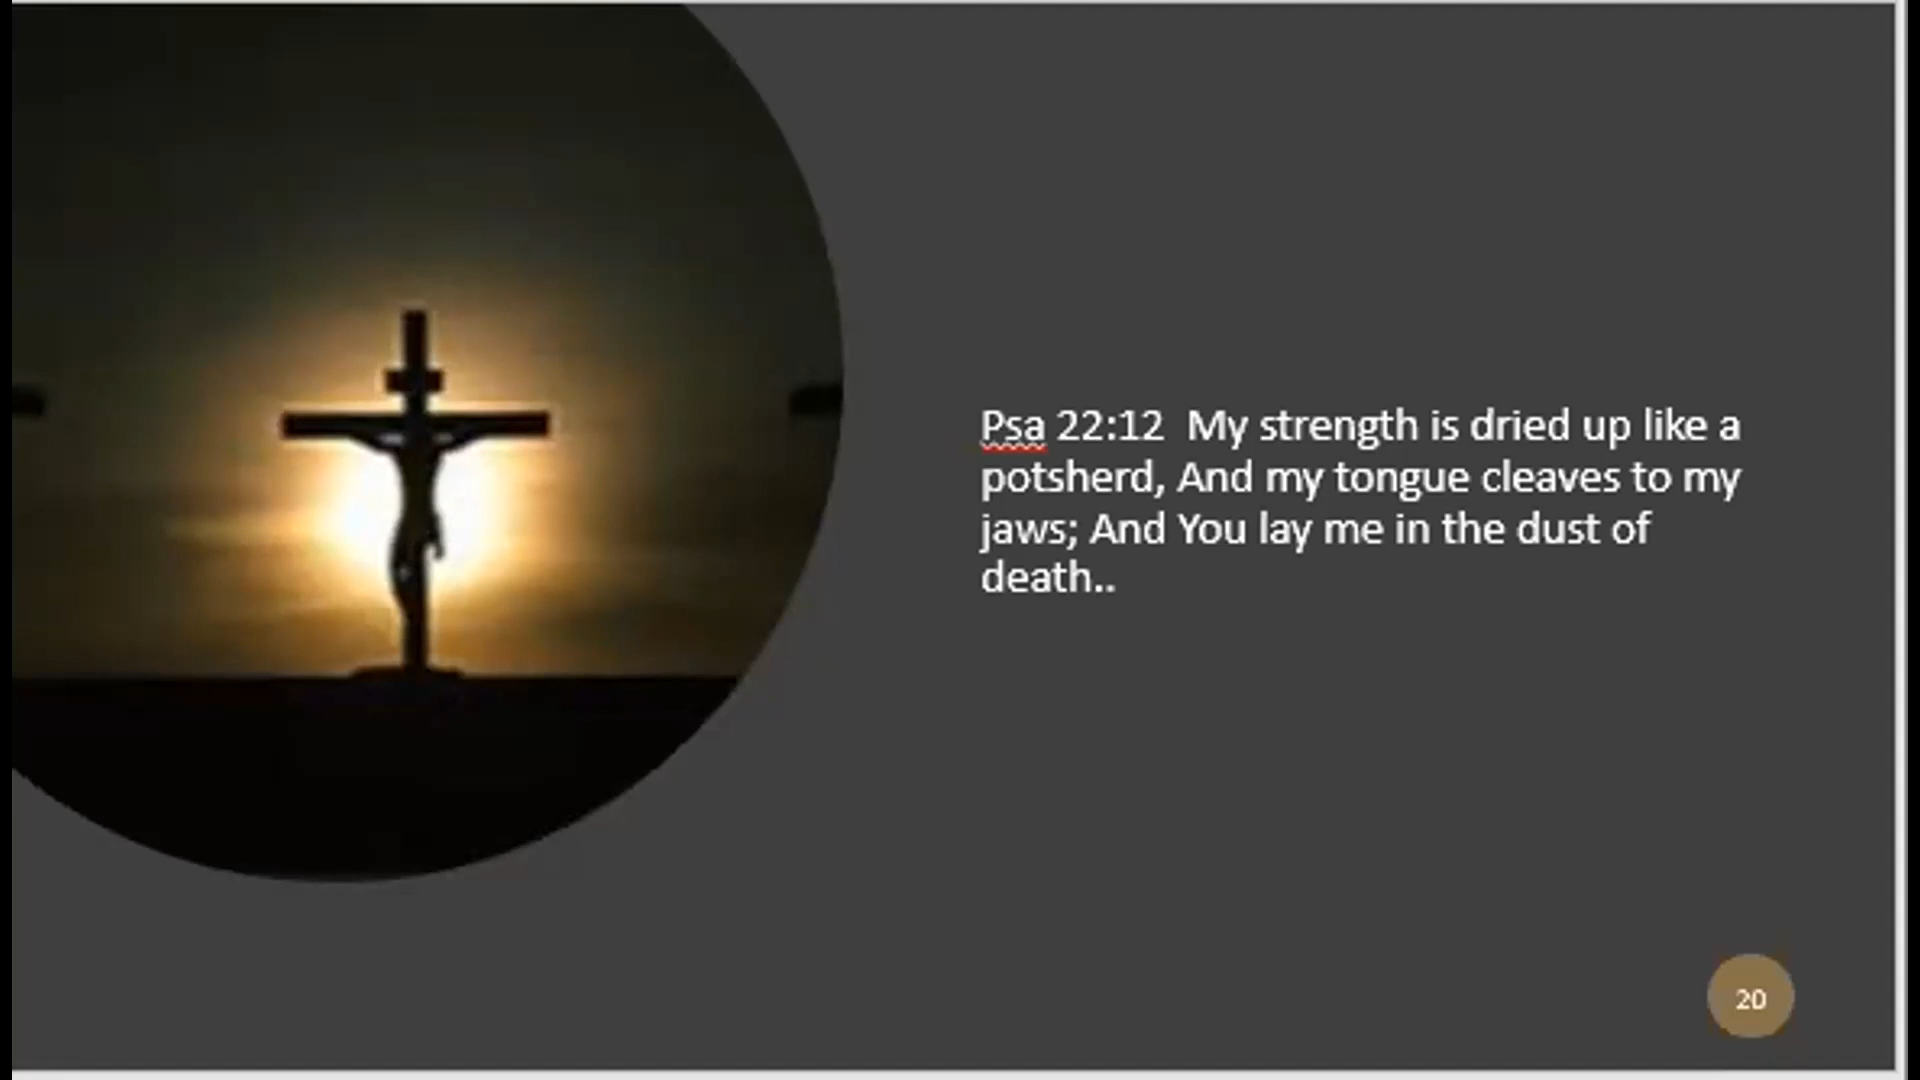 Psa 22:12  My strength is dried up like a
potsherd, And my tongue cleaves to my
jaws; And You lay me in the dust of
death..
20